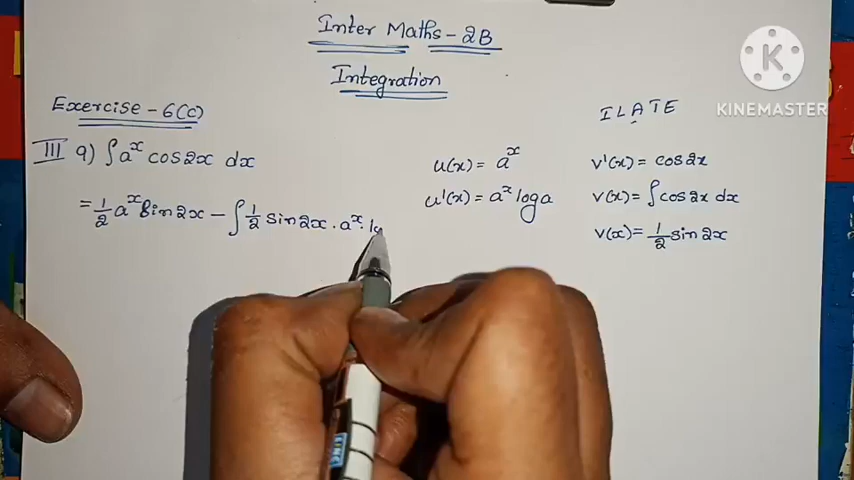 Inter Maths - 2B
Integration
Exercise - 6(c)
ILATE
KINEMASTER
III 9) ∫a^x cos2x dx
u(x) = a^x
v'(x) = cos2x
u'(x) = a^x loga
v(x) = ∫cos2x dx
= 1/2 a^x sin2x - ∫1/2 sin2x . a^x . lo
v(x) = 1/2 sin2x